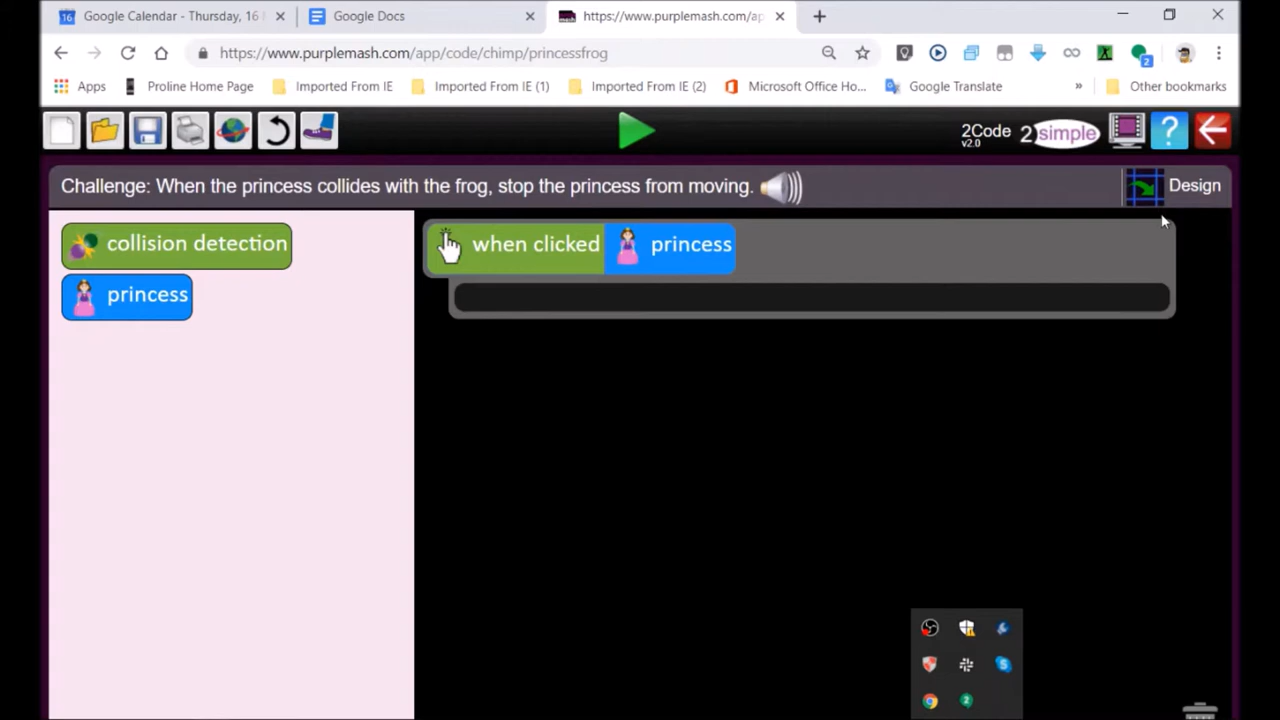 Google Calendar - Thursday, 16 M
Google Docs
https://www.purplemash.com/ap
16
https://www.purplemash.com/app/code/chimp/princessfrog
2
Apps
Proline Home Page
Imported From IE
Imported From IE (1)
Imported From IE (2)
Microsoft Office Ho...
Google Translate
»
Other bookmarks
2Code
v2.0
2simple
?
Challenge: When the princess collides with the frog, stop the princess from moving.
Design
collision detection
when clicked
princess
princess
2